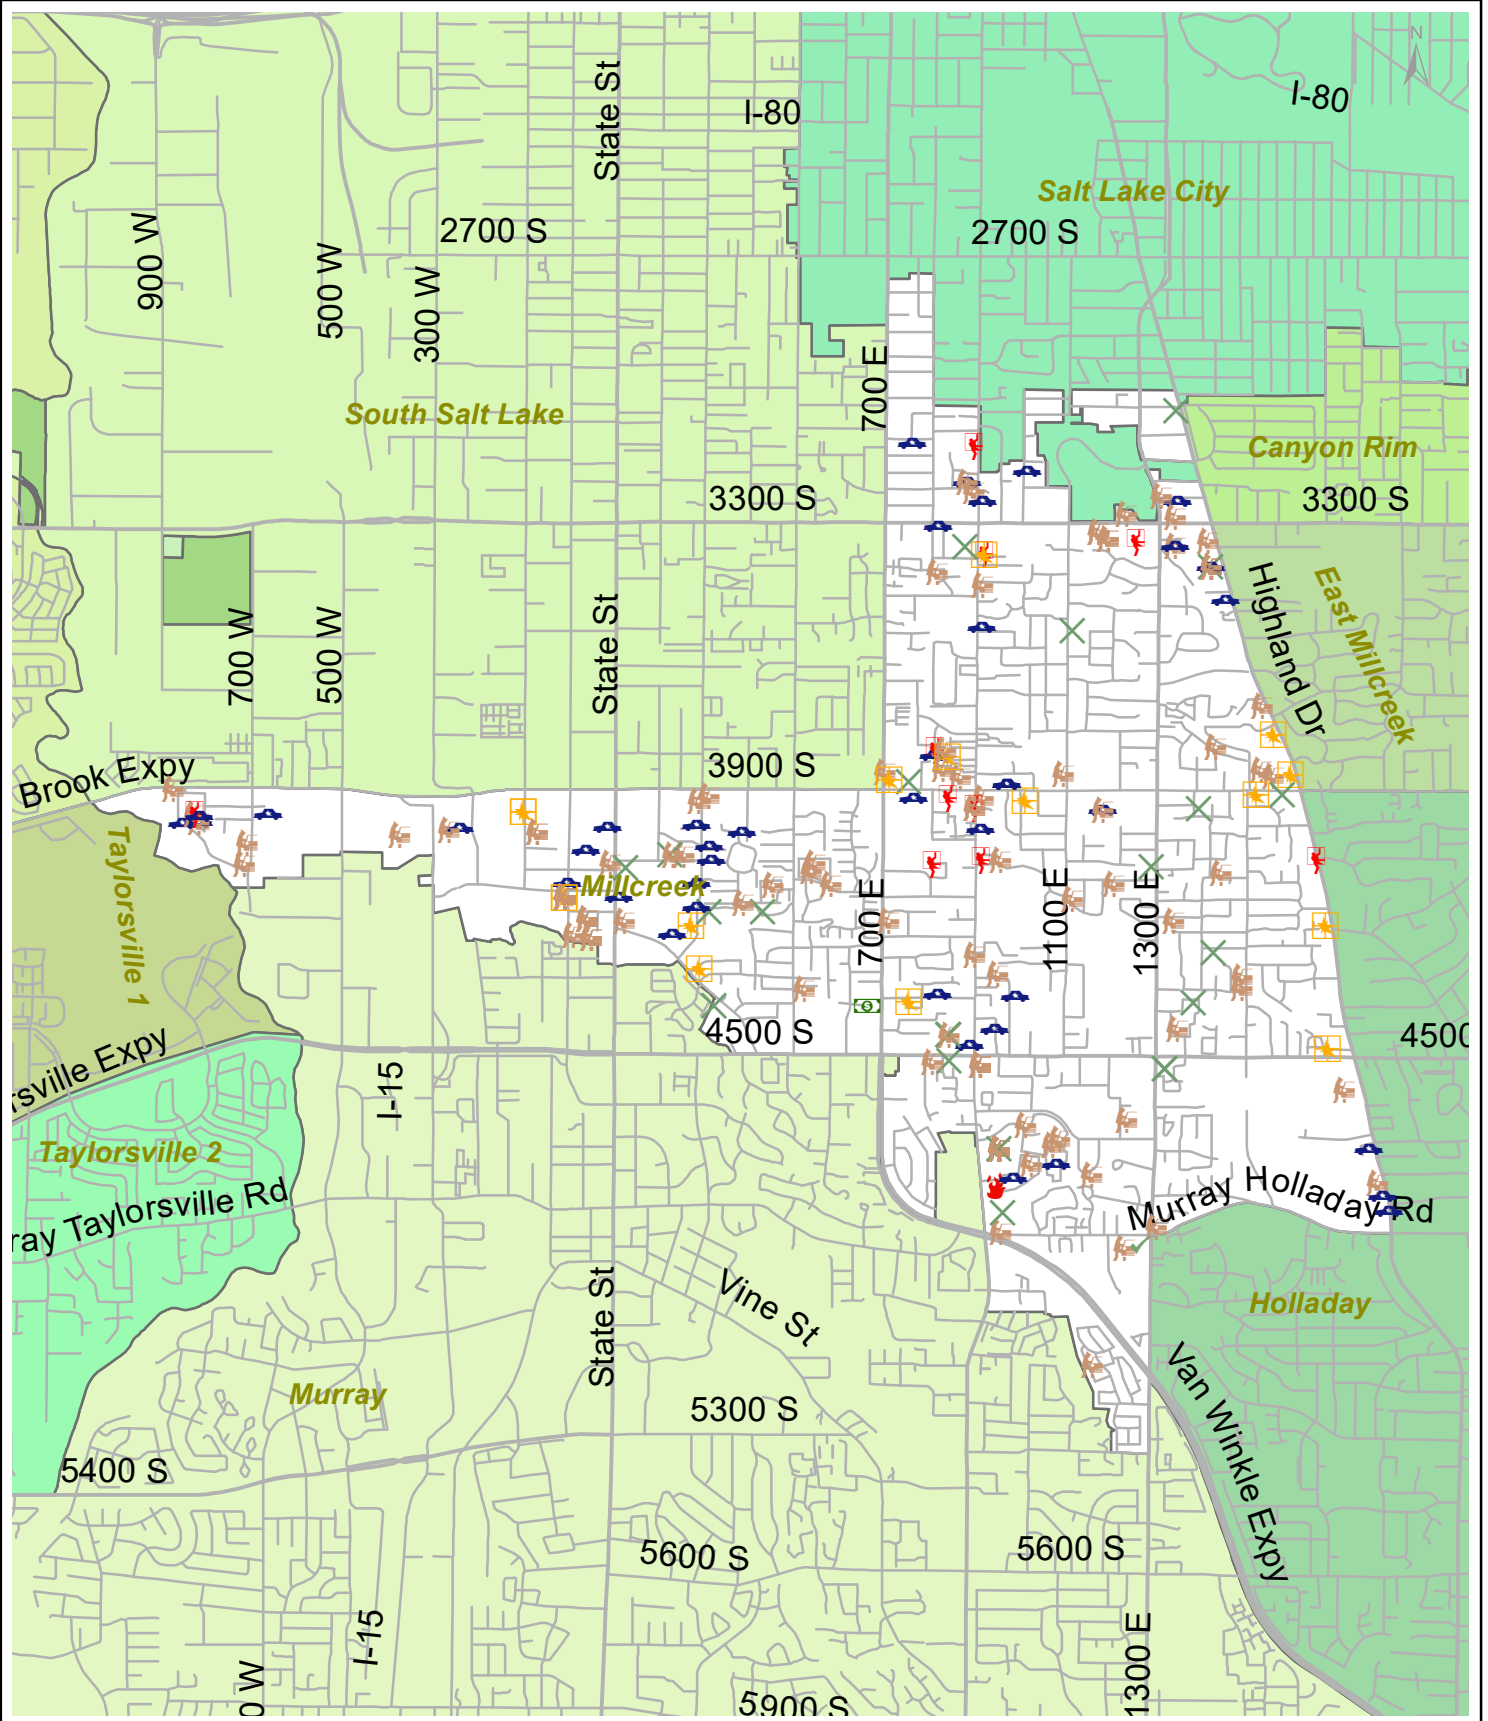 N
I-80
State St
I-80
Salt Lake City
900 W
2700 S
2700 S
500 W
300 W
700 E
South Salt Lake
Canyon Rim
3300 S
3300 S
Highland Dr
East Millcreek
700 W
500 W
State St
Brook Expy
3900 S
Taylorsville 1
Millcreek
700 E
1100 E
1300 E
4500 S
4500
rsville Expy
I-15
Taylorsville 2
ray Taylorsville Rd
Murray Holladay Rd
State St
Vine St
Holladay
Murray
5300 S
Van Winkle Expy
5400 S
5600 S
5600 S
I-15
1300 E
0 W
5900 S